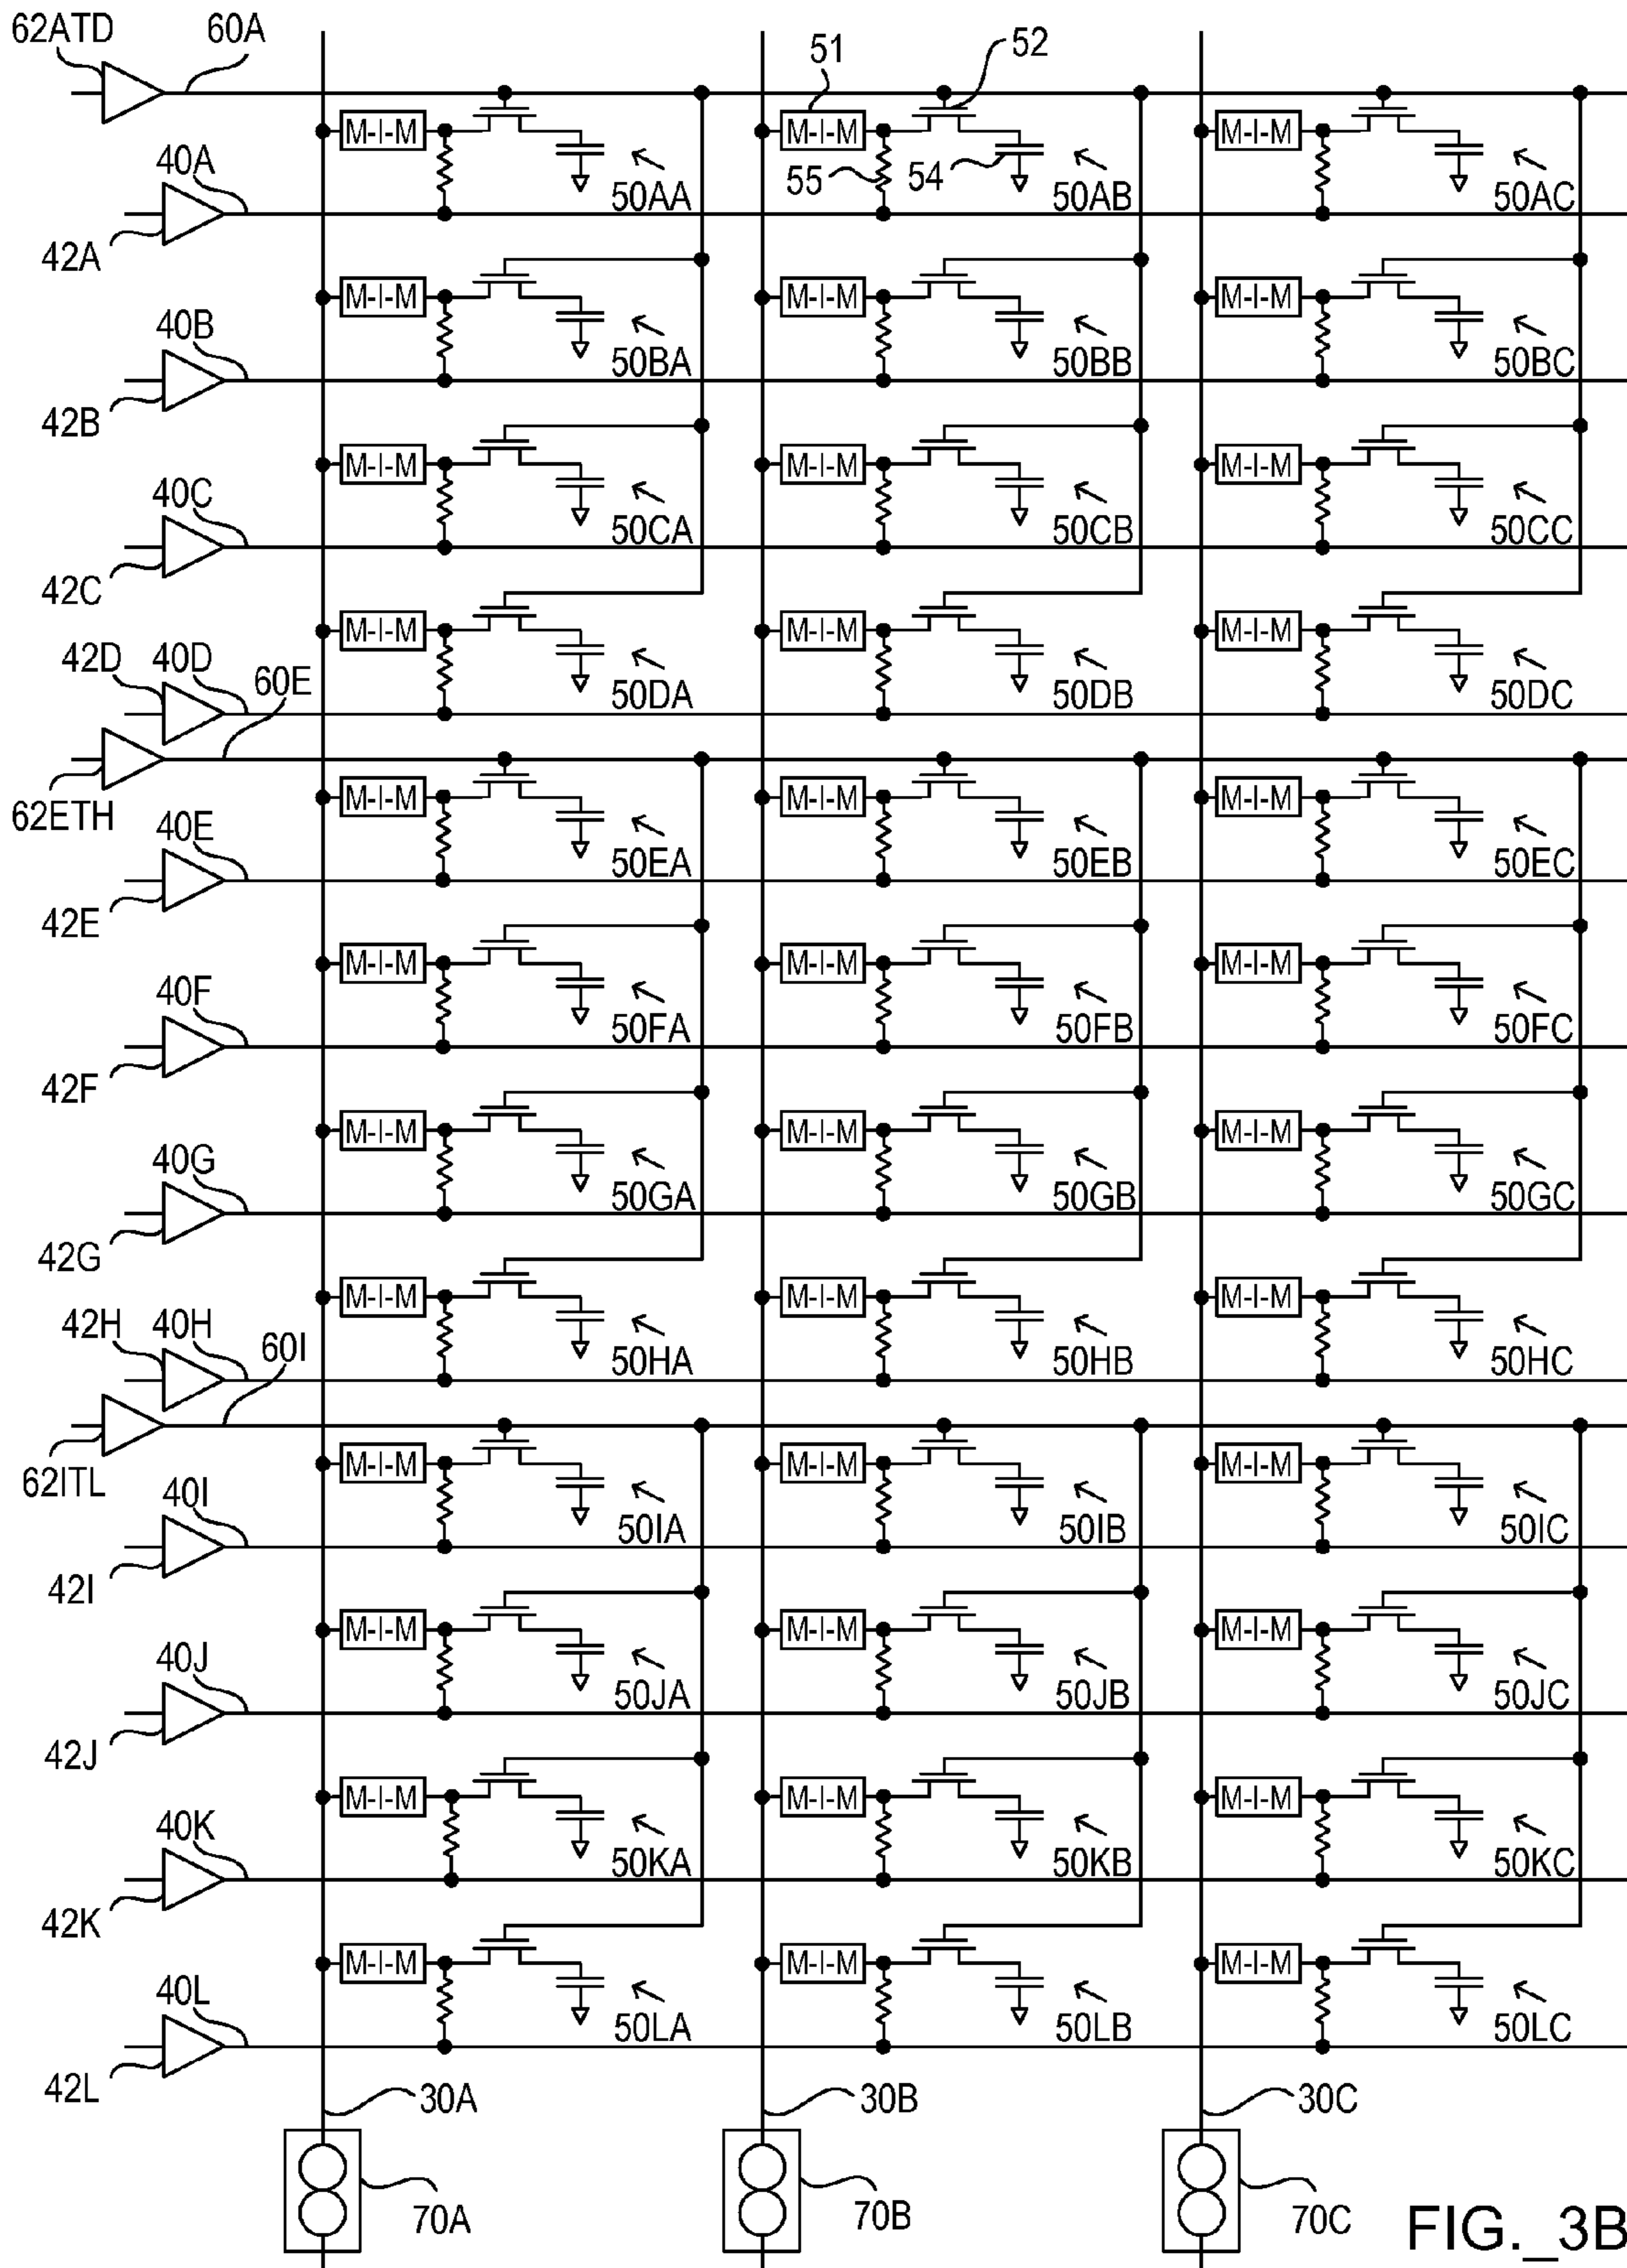 62ATD 60A 51 52
M-I-M M-I-M M-I-M
40A 55 54
50AA 50AB 50AC
42A
M-I-M M-I-M M-I-M
40B
50BA 50BB 50BC
42B
M-I-M M-I-M M-I-M
40C
50CA 50CB 50CC
42C
M-I-M M-I-M M-I-M
42D 40D 60E
50DA 50DB 50DC
M-I-M M-I-M M-I-M
62ETH
40E
50EA 50EB 50EC
42E
M-I-M M-I-M M-I-M
40F
50FA 50FB 50FC
42F
M-I-M M-I-M M-I-M
40G
50GA 50GB 50GC
42G
M-I-M M-I-M M-I-M
42H 40H 60I
50HA 50HB 50HC
M-I-M M-I-M M-I-M
62ITL
40I
50IA 50IB 50IC
42I
M-I-M M-I-M M-I-M
40J
50JA 50JB 50JC
42J
M-I-M M-I-M M-I-M
40K
50KA 50KB 50KC
42K
M-I-M M-I-M M-I-M
40L
50LA 50LB 50LC
42L
30A 30B 30C
70A 70B 70C
FIG._3B